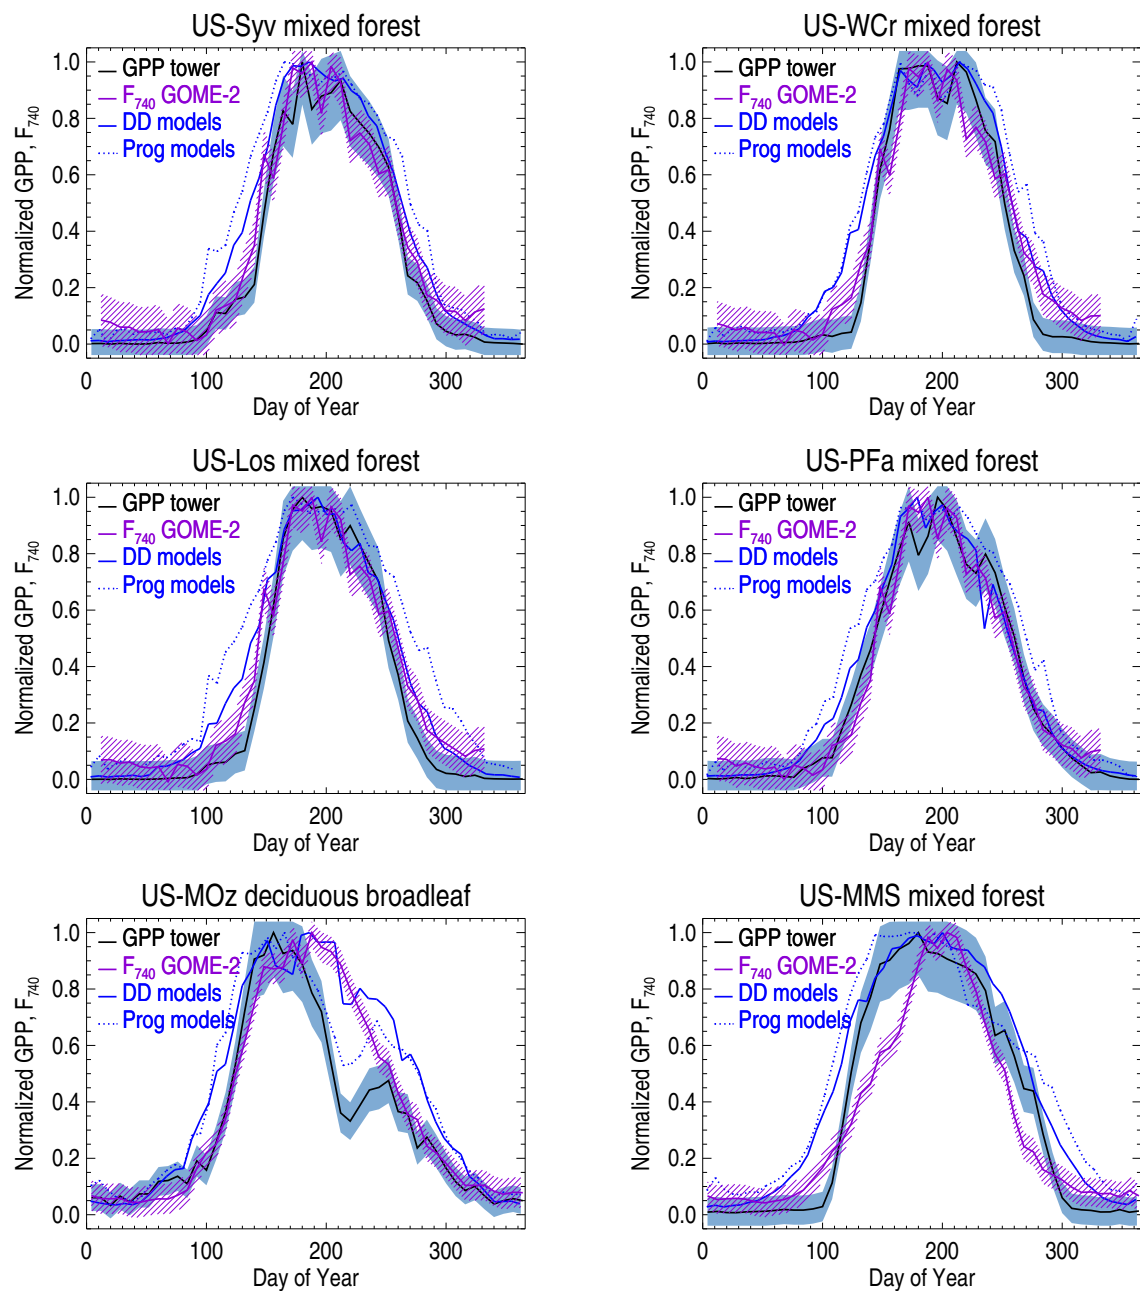 US-Syv mixed forest
Normalized GPP, F740
1.0
0.8
0.6
0.4
0.2
0.0
GPP tower
F740 GOME-2
DD models
Prog models
0 100 200 300
Day of Year
US-WCr mixed forest
Normalized GPP, F740
1.0
0.8
0.6
0.4
0.2
0.0
GPP tower
F740 GOME-2
DD models
Prog models
0 100 200 300
Day of Year
US-Los mixed forest
Normalized GPP, F740
1.0
0.8
0.6
0.4
0.2
0.0
GPP tower
F740 GOME-2
DD models
Prog models
0 100 200 300
Day of Year
US-PFa mixed forest
Normalized GPP, F740
1.0
0.8
0.6
0.4
0.2
0.0
GPP tower
F740 GOME-2
DD models
Prog models
0 100 200 300
Day of Year
US-MOz deciduous broadleaf
Normalized GPP, F740
1.0
0.8
0.6
0.4
0.2
0.0
GPP tower
F740 GOME-2
DD models
Prog models
0 100 200 300
Day of Year
US-MMS mixed forest
Normalized GPP, F740
1.0
0.8
0.6
0.4
0.2
0.0
GPP tower
F740 GOME-2
DD models
Prog models
0 100 200 300
Day of Year